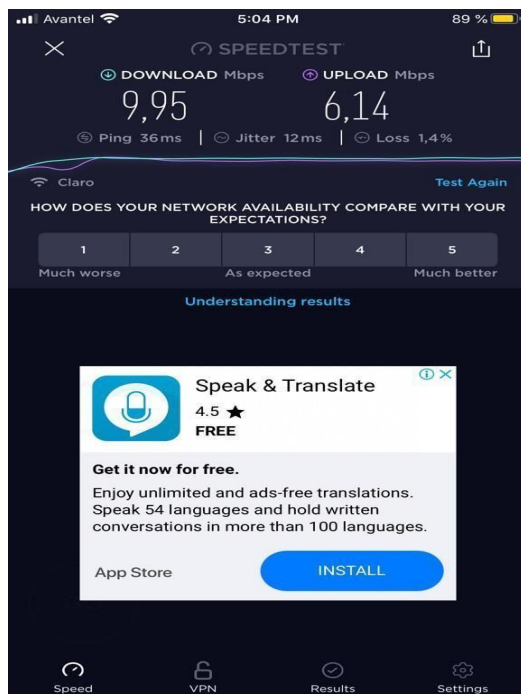 Avantel 5:04 PM 89 %
SPEEDTEST
DOWNLOAD Mbps UPLOAD Mbps
9,95 6,14
Ping 36ms Jitter 12ms Loss 1,4%
Claro Test Again
HOW DOES YOUR NETWORK AVAILABILITY COMPARE WITH YOUR
EXPECTATIONS?
1 2 3 4 5
Much worse As expected Much better
Understanding results
Speak & Translate
4.5 ★
FREE
Get it now for free.
Enjoy unlimited and ads-free translations.
Speak 54 languages and hold written
conversations in more than 100 languages.
App Store INSTALL
Speed VPN Results Settings